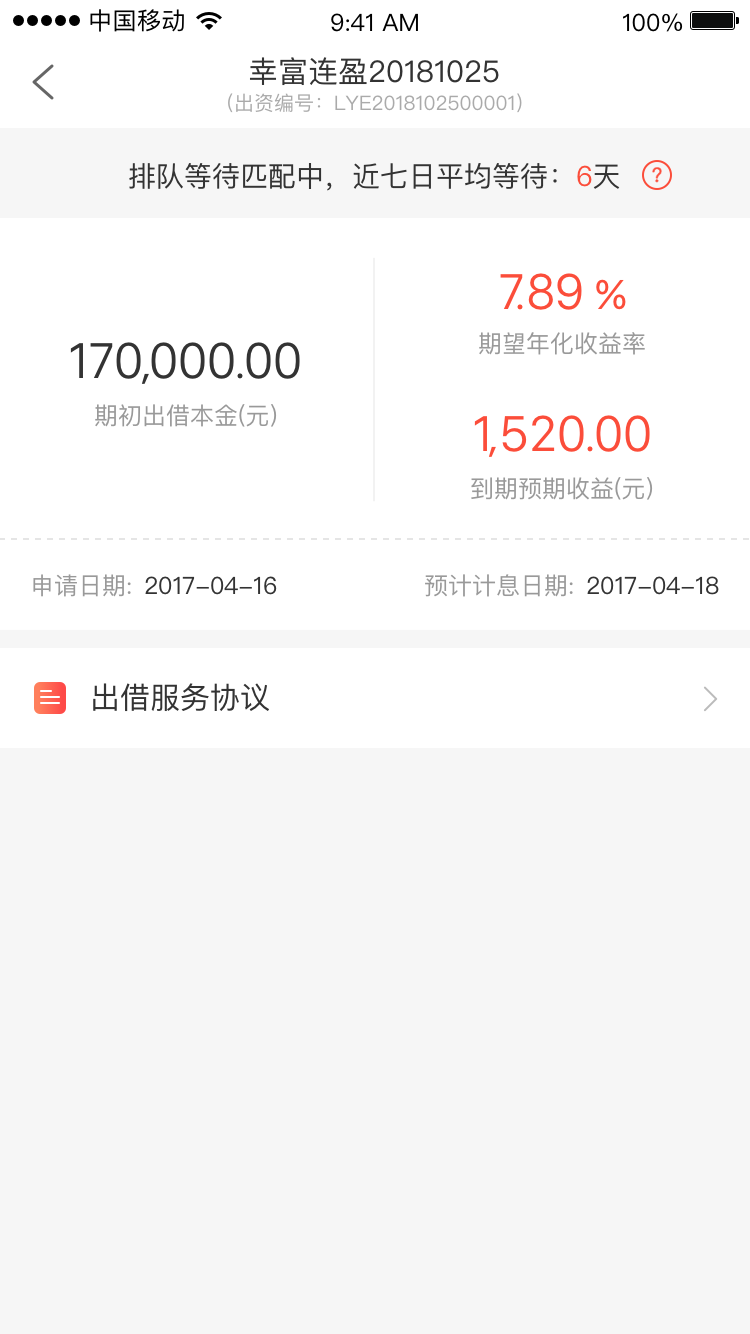 中国移动 9:41 AM 100%
幸富连盈20181025
(出资编号：LYE2018102500001)
排队等待匹配中，近七日平均等待：6天 ?
170,000.00
期初出借本金(元)
7.89 %
期望年化收益率
1,520.00
到期预期收益(元)
申请日期: 2017-04-16 预计计息日期: 2017-04-18
出借服务协议